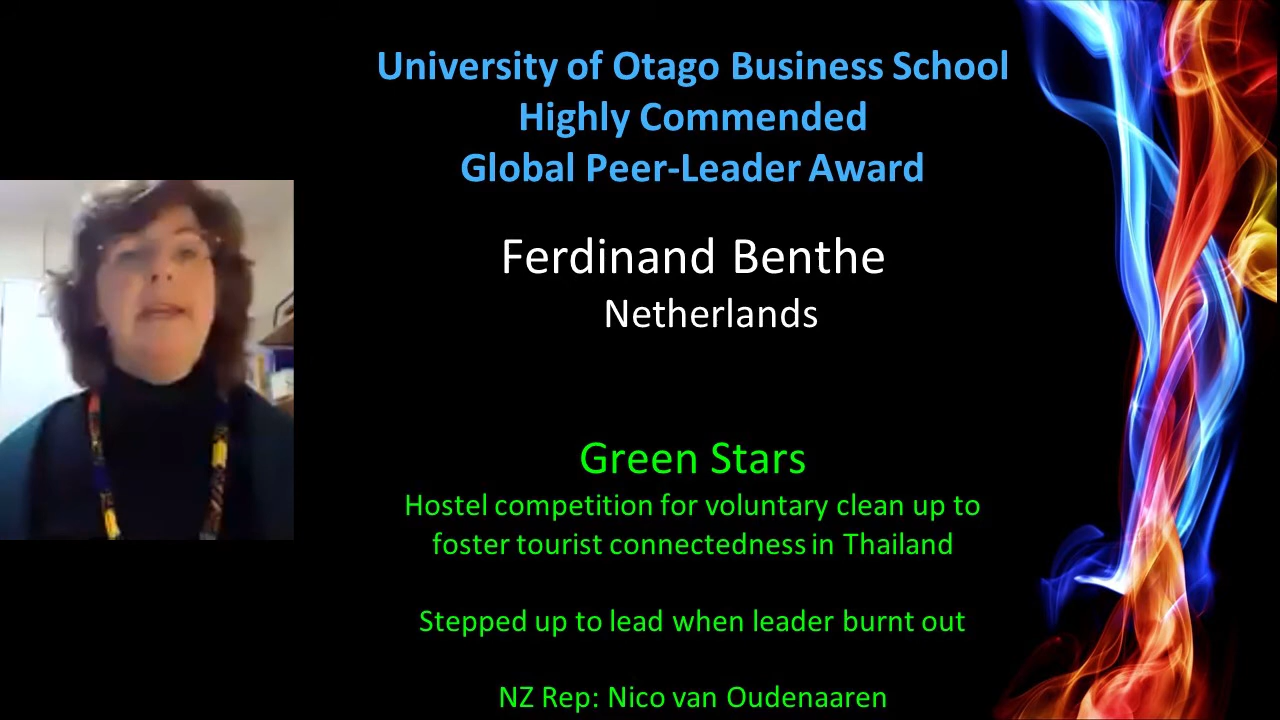 University of Otago Business School
Highly Commended
Global Peer-Leader Award
Ferdinand Benthe
Netherlands
Green Stars
Hostel competition for voluntary clean up to
foster tourist connectedness in Thailand
Stepped up to lead when leader burnt out
NZ Rep: Nico van Oudenaaren